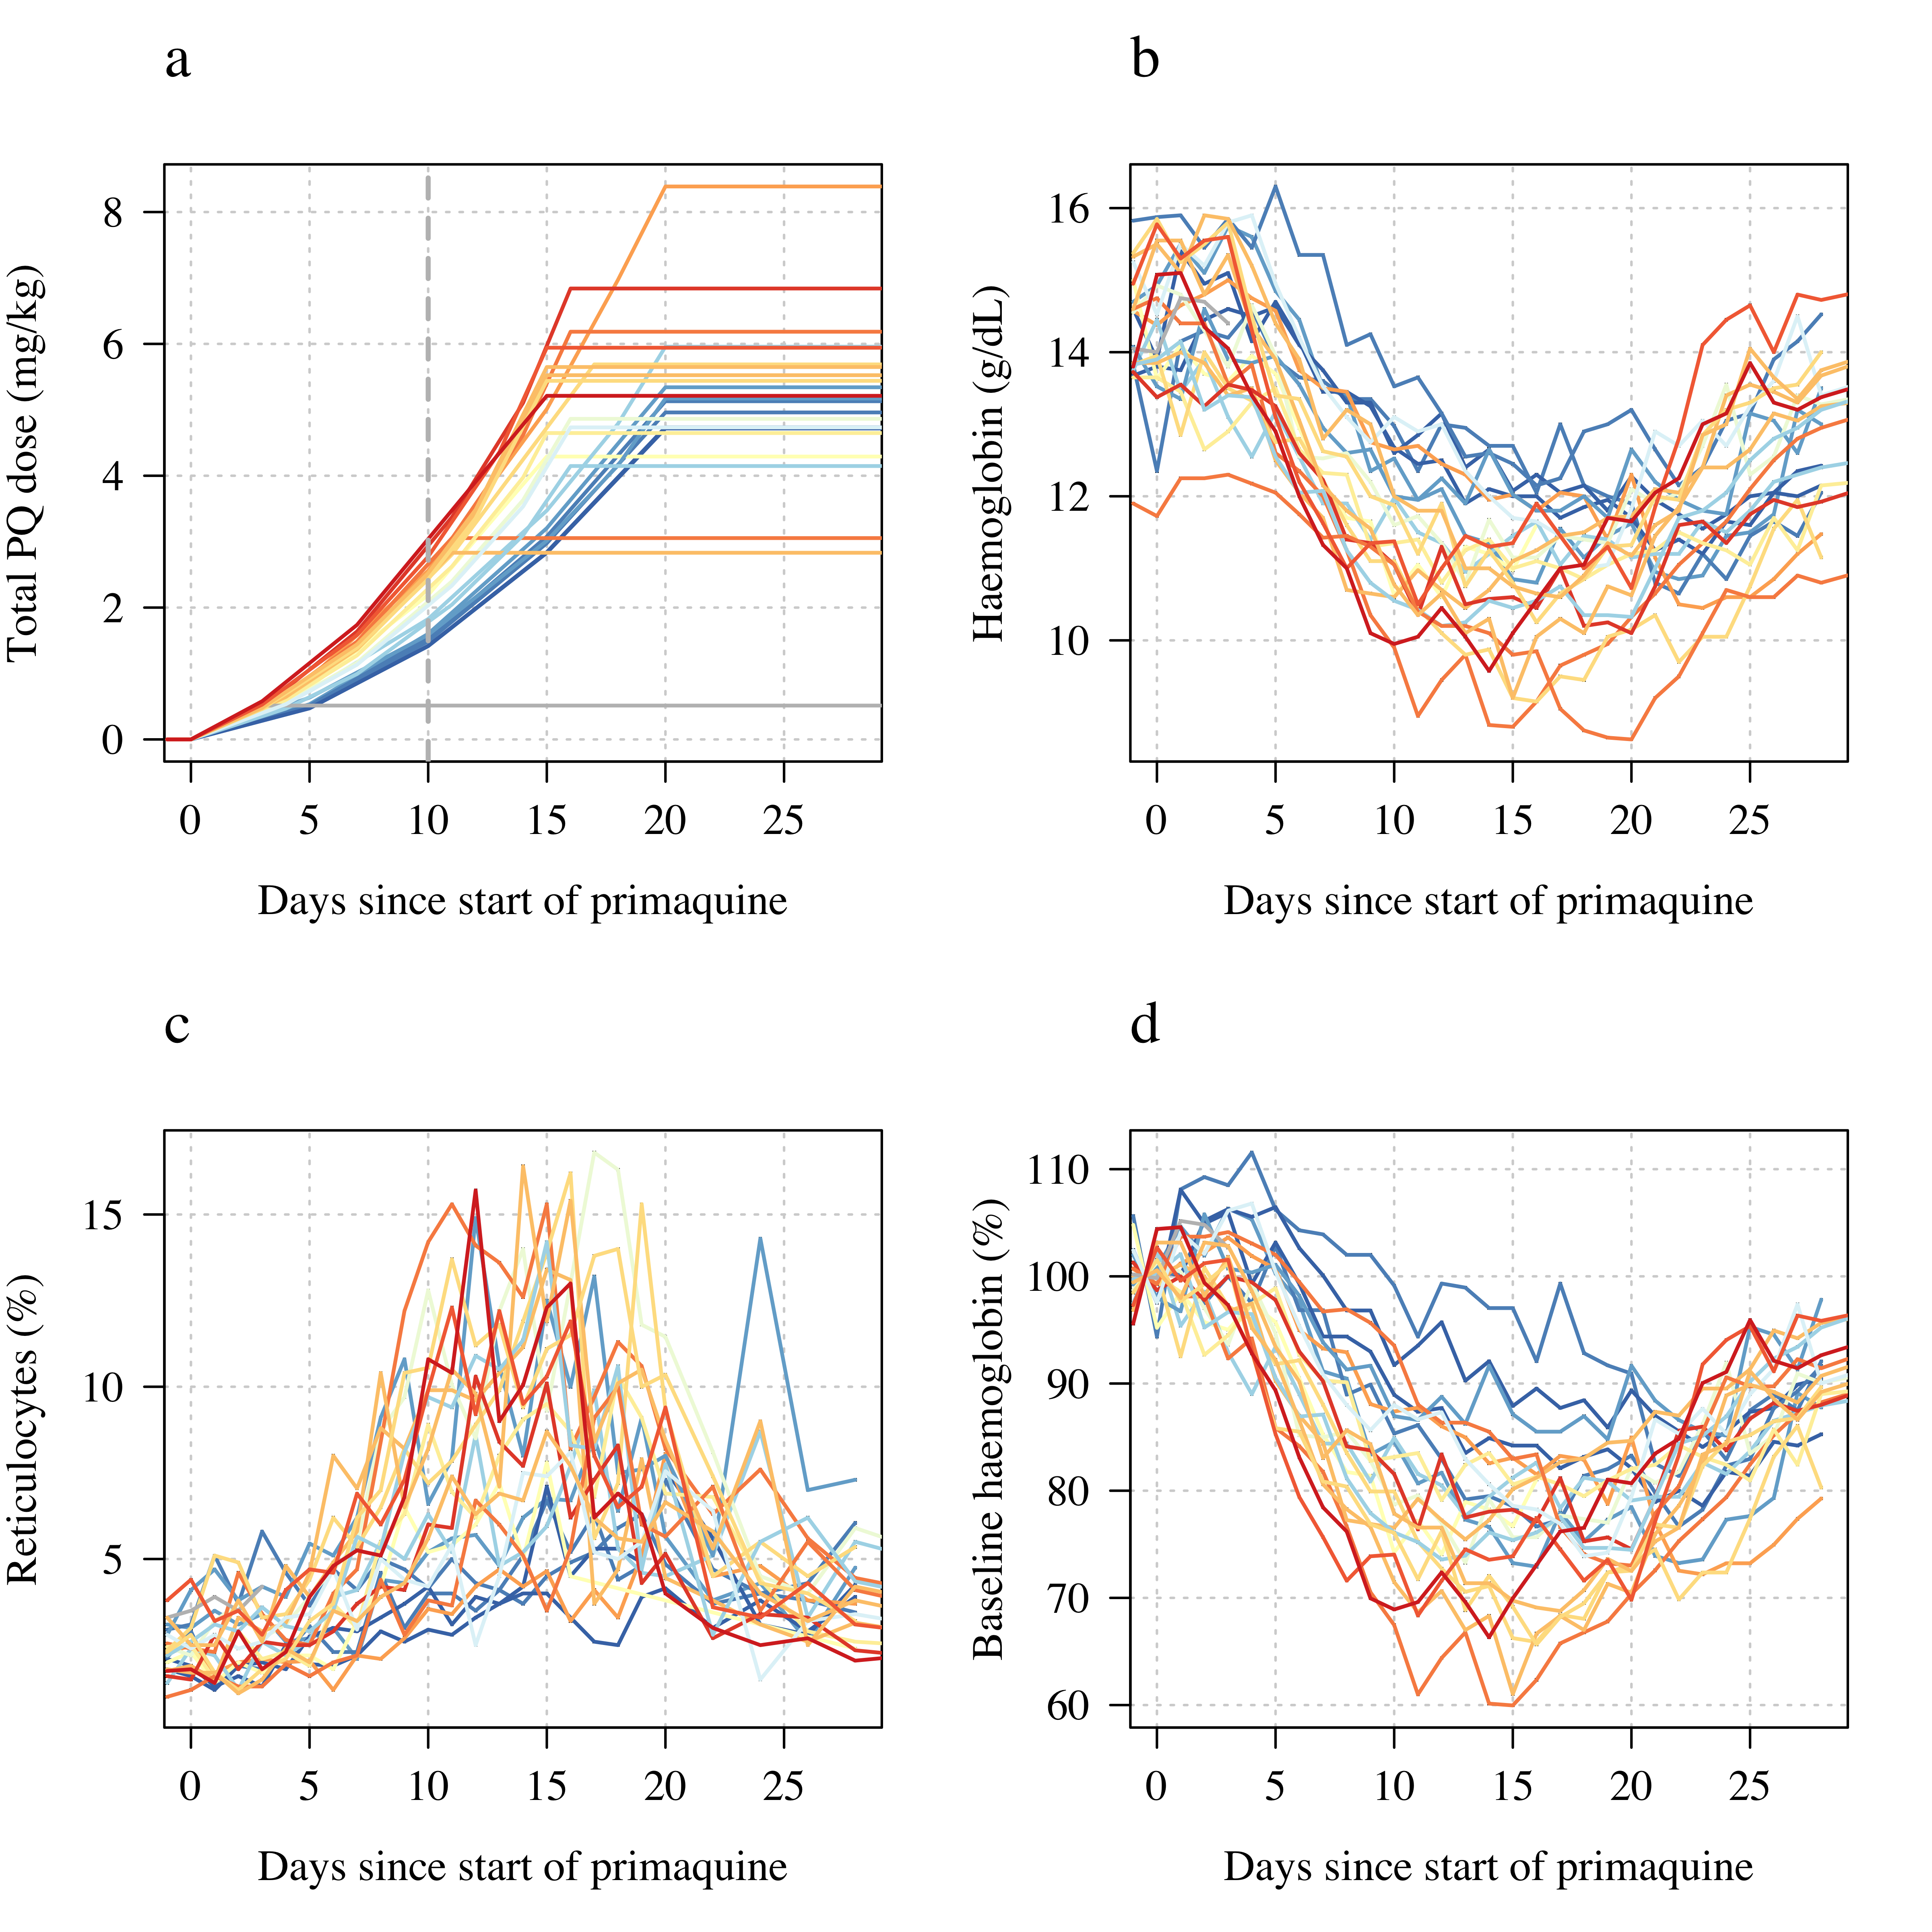 a
Total PQ dose (mg/kg)
8
6
4
2
0
0 5 10 15 20 25
Days since start of primaquine
b
Haemoglobin (g/dL)
16
14
12
10
0 5 10 15 20 25
Days since start of primaquine
c
Reticulocytes (%)
15
10
5
0 5 10 15 20 25
Days since start of primaquine
d
Baseline haemoglobin (%)
110
100
90
80
70
60
0 5 10 15 20 25
Days since start of primaquine